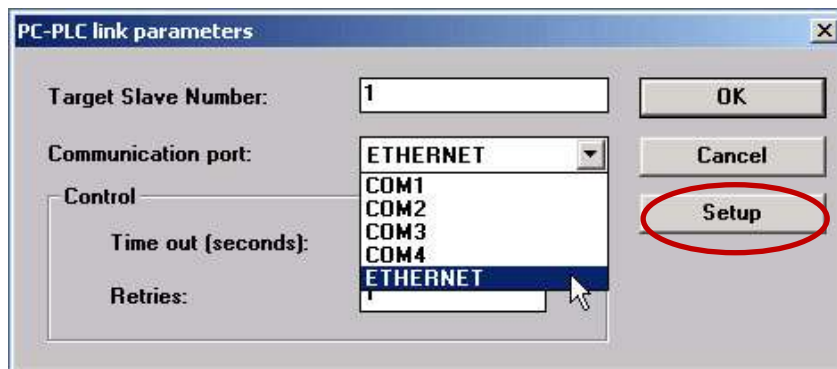 PC-PLC link parameters
Target Slave Number:
1
OK
Communication port:
ETHERNET
Cancel
COM1
COM2
COM3
COM4
ETHERNET
Control
Setup
Time out (seconds):
Retries: